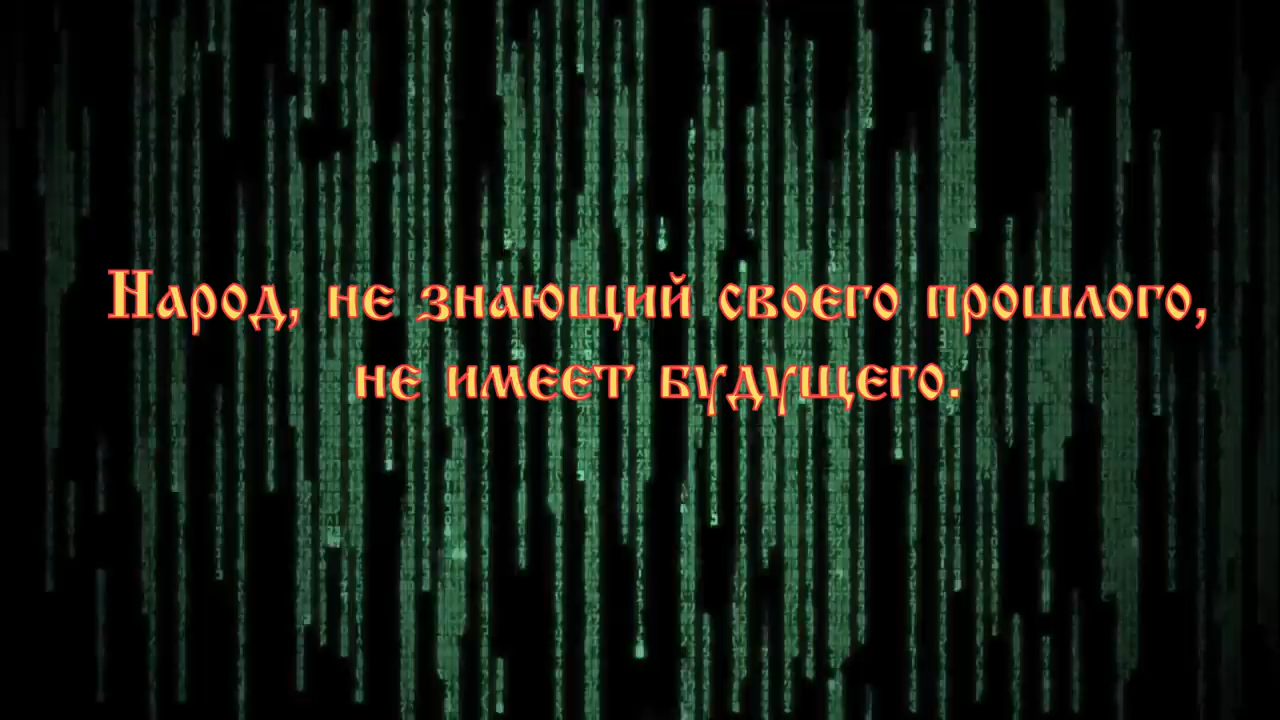 Народ, не знающий своего прошлого,
не имеет будущего.